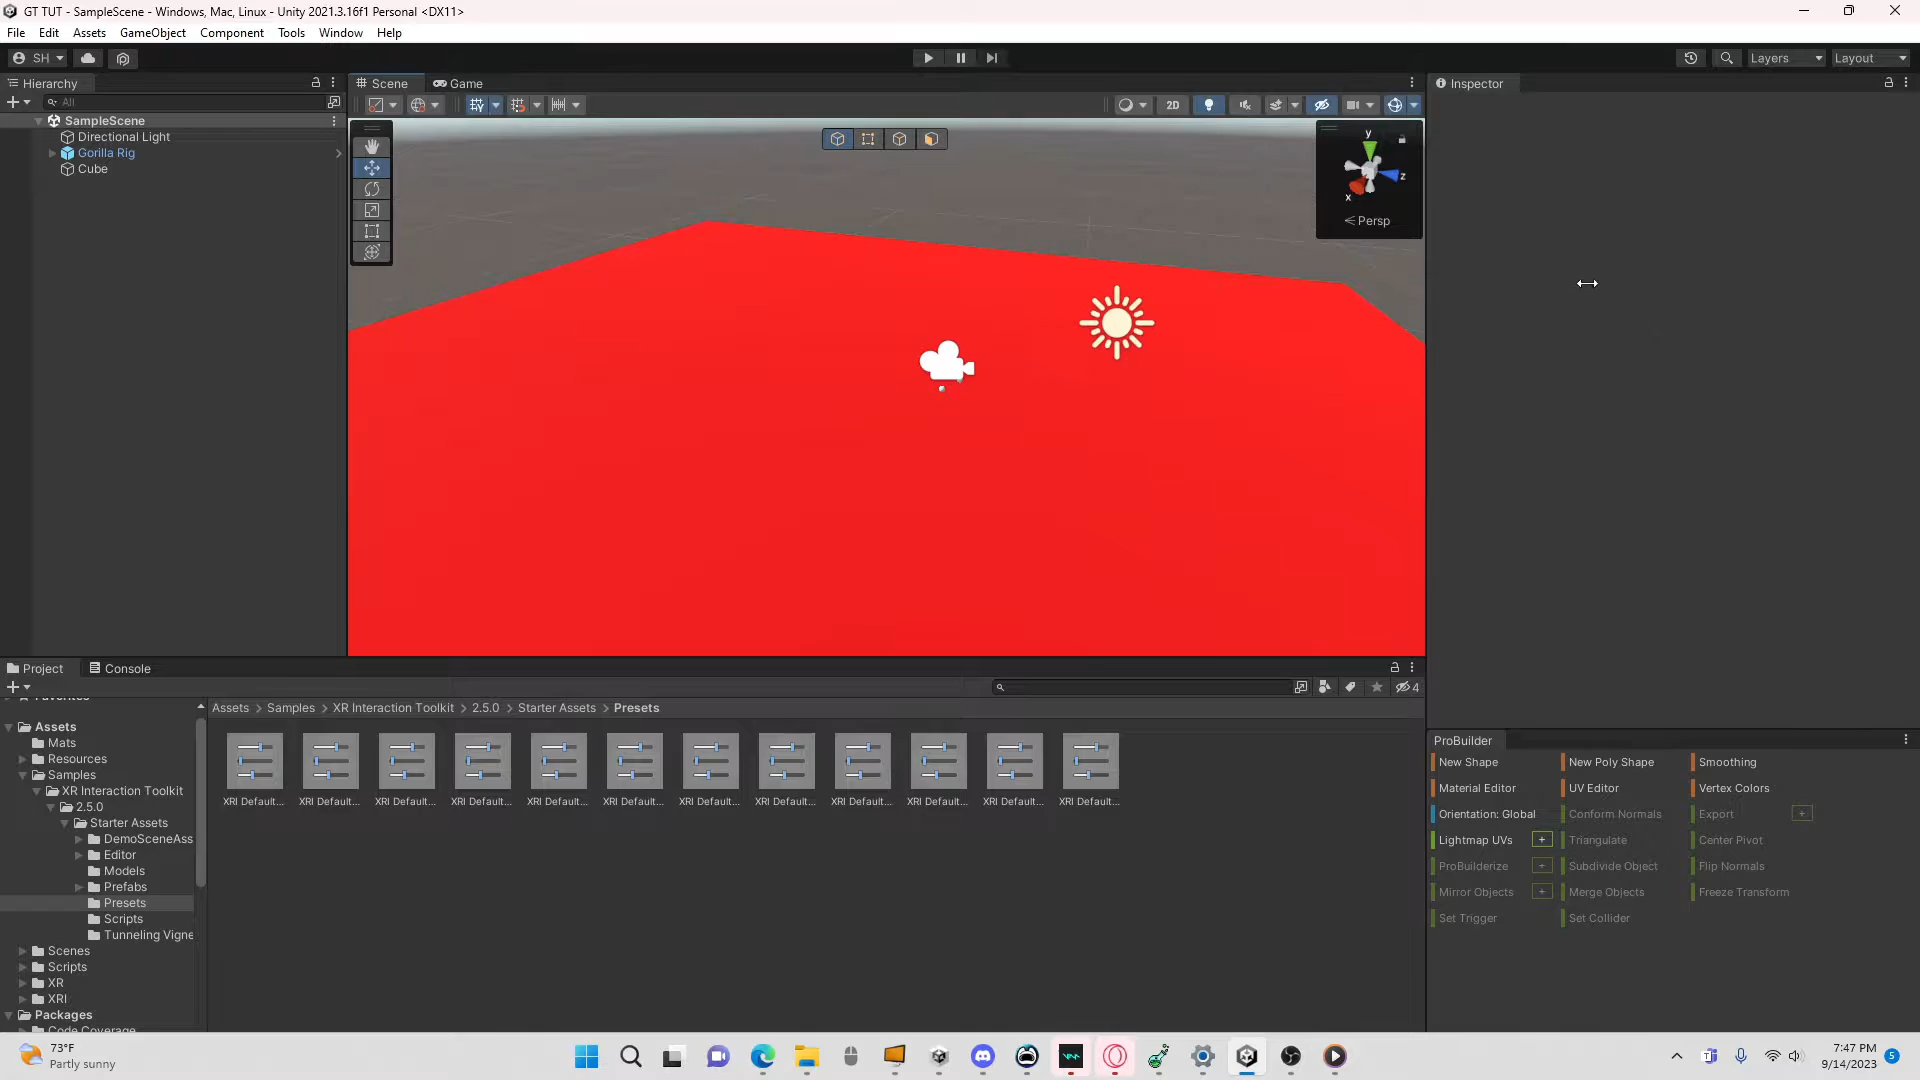 GT TUT - SampleScene - Windows, Mac, Linux - Unity 2021.3.16f1 Personal <DX11>
File Edit Assets GameObject Component Tools Window Help
SH Layers Layout
Hierarchy
All
SampleScene
Directional Light
Gorilla Rig
Cube
Scene Game
2D
y
z
x
Persp
Inspector
Project Console
4
Assets
Mats
Resources
Samples
XR Interaction Toolkit
2.5.0
Starter Assets
DemoSceneAss
Editor
Models
Prefabs
Presets
Scripts
Tunneling Vigne
Scenes
Scripts
XR
XRI
Packages
Code Coverage
Assets > Samples > XR Interaction Toolkit > 2.5.0 > Starter Assets > Presets
XRI Default... XRI Default... XRI Default... XRI Default... XRI Default... XRI Default... XRI Default... XRI Default... XRI Default... XRI Default... XRI Default... XRI Default...
ProBuilder
New Shape New Poly Shape Smoothing
Material Editor UV Editor Vertex Colors
Orientation: Global Conform Normals Export +
Lightmap UVs + Triangulate Center Pivot
ProBuilderize + Subdivide Object Flip Normals
Mirror Objects + Merge Objects Freeze Transform
Set Trigger Set Collider
73°F
Partly sunny
7:47 PM
9/14/2023
5